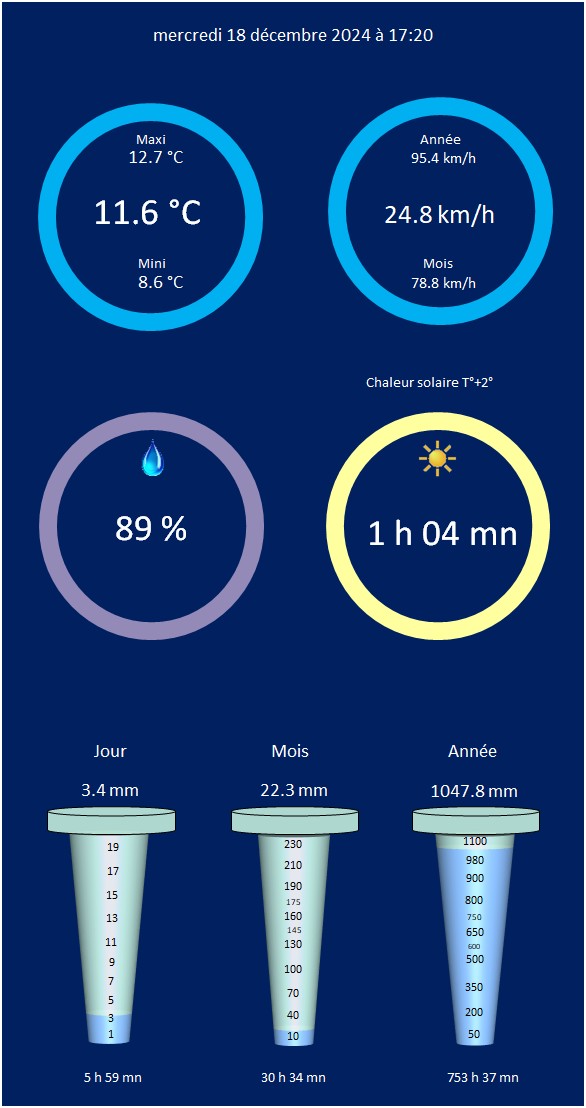 mercredi 18 décembre 2024 à 17:20
Maxi
12.7 °C
11.6 °C
Mini
8.6 °C
Année
95.4 km/h
24.8 km/h
Mois
78.8 km/h
Chaleur solaire T°+2°
89 %
1 h 04 mn
Jour
3.4 mm
19
17
15
13
11
9
7
5
3
1
5 h 59 mn
Mois
22.3 mm
230
210
190
175
160
145
130
100
70
40
10
30 h 34 mn
Année
1047.8 mm
1100
980
900
800
750
650
600
500
350
200
50
753 h 37 mn